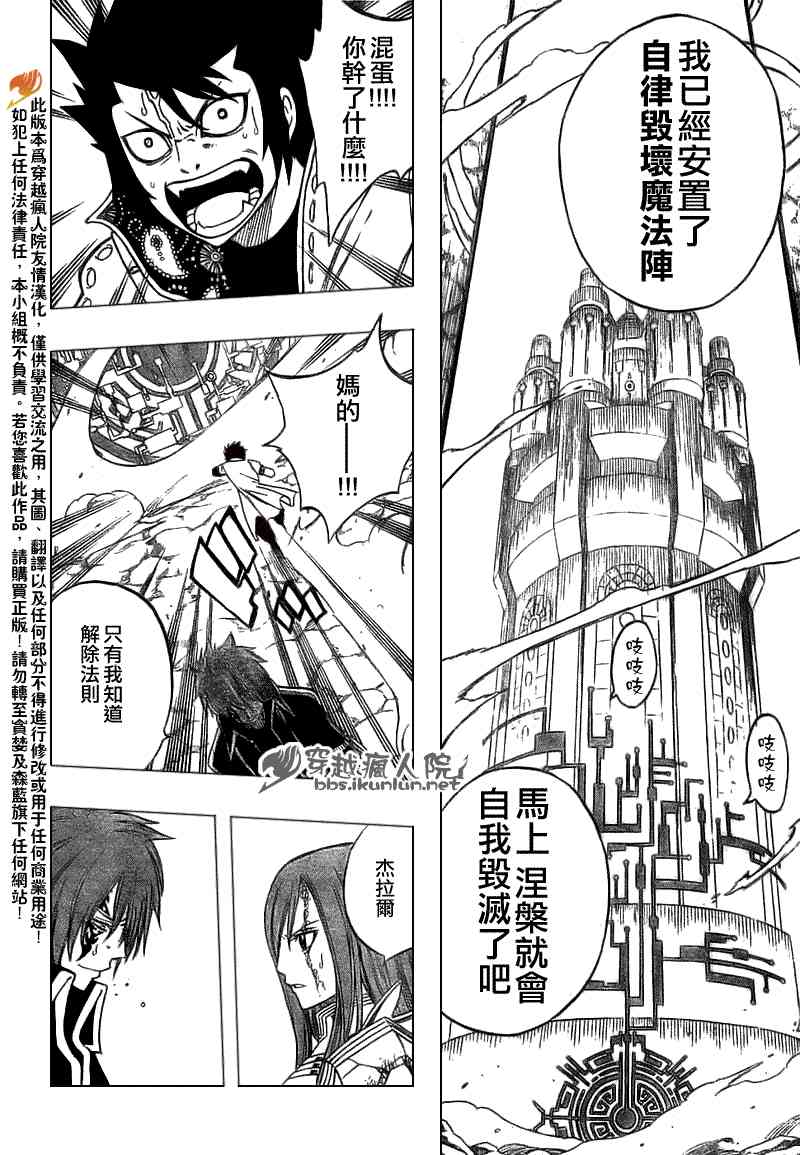 我已經安置了
自律毀壞魔法陣
吱吱吱
吱吱吱
馬上 涅槃就會
自我毀滅了吧
混蛋!!!!
你幹了什麼!!!!
媽的——!!!
只有我知道
解除法則
杰拉爾
穿越瘋人院
bbs.ikunlun.net
此版本爲穿越瘋人院友情漢化，僅供學習交流之用，其圖、翻譯以及任何部分不得進行修改或用于任何商業用途！
如犯上任何法律責任，本小組概不負責。若您喜歡此作品，請購買正版！請勿轉至貪婪及森藍旗下任何網站！